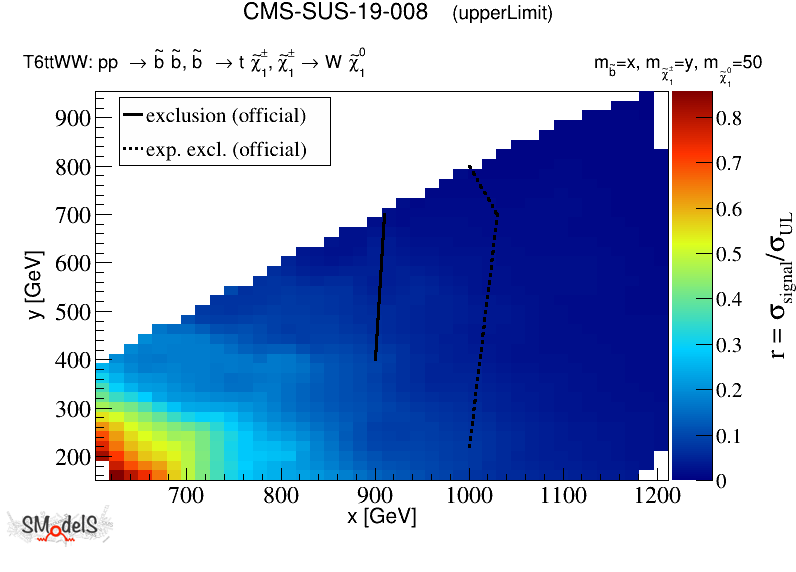 CMS-SUS-19-008 (upperLimit)
T6ttWW: pp → b̃ b̃, b̃ → t χ̃₁±, χ̃₁± → W χ̃₁⁰
m_b̃=x, m_χ̃₁±=y, m_χ̃₁⁰=50
exclusion (official)
exp. excl. (official)
y [GeV]
900
800
700
600
500
400
300
200
700 800 900 1000 1100 1200
x [GeV]
0.8
0.7
0.6
0.5
0.4
0.3
0.2
0.1
0
r = σ_signal/σ_UL
SModelS